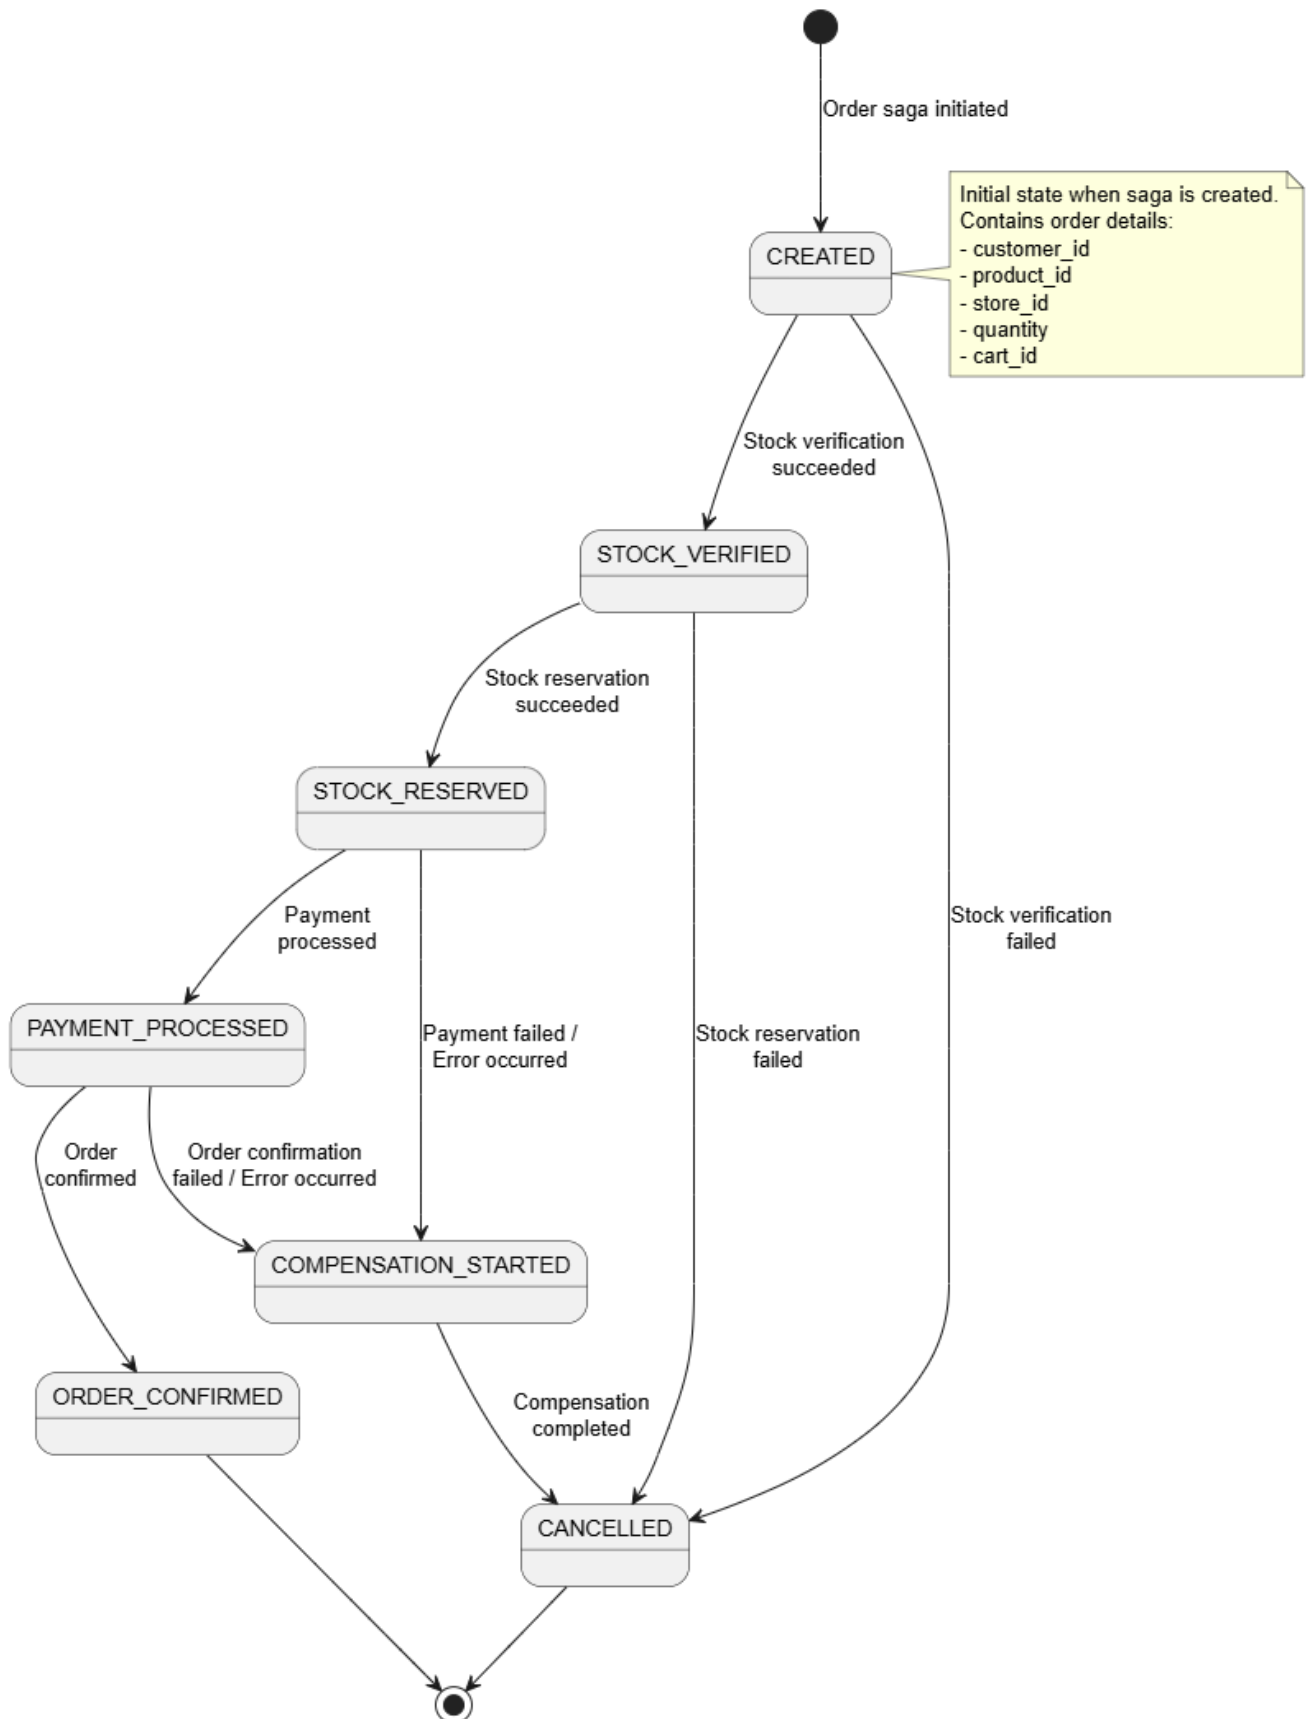 Order saga initiated
Initial state when saga is created.
Contains order details:
- customer_id
- product_id
- store_id
- quantity
- cart_id
CREATED
Stock verification
succeeded
STOCK_VERIFIED
Stock reservation
succeeded
STOCK_RESERVED
Payment
processed
Stock verification
failed
PAYMENT_PROCESSED
Payment failed /
Error occurred
Stock reservation
failed
Order
confirmed
Order confirmation
failed / Error occurred
COMPENSATION_STARTED
ORDER_CONFIRMED
Compensation
completed
CANCELLED